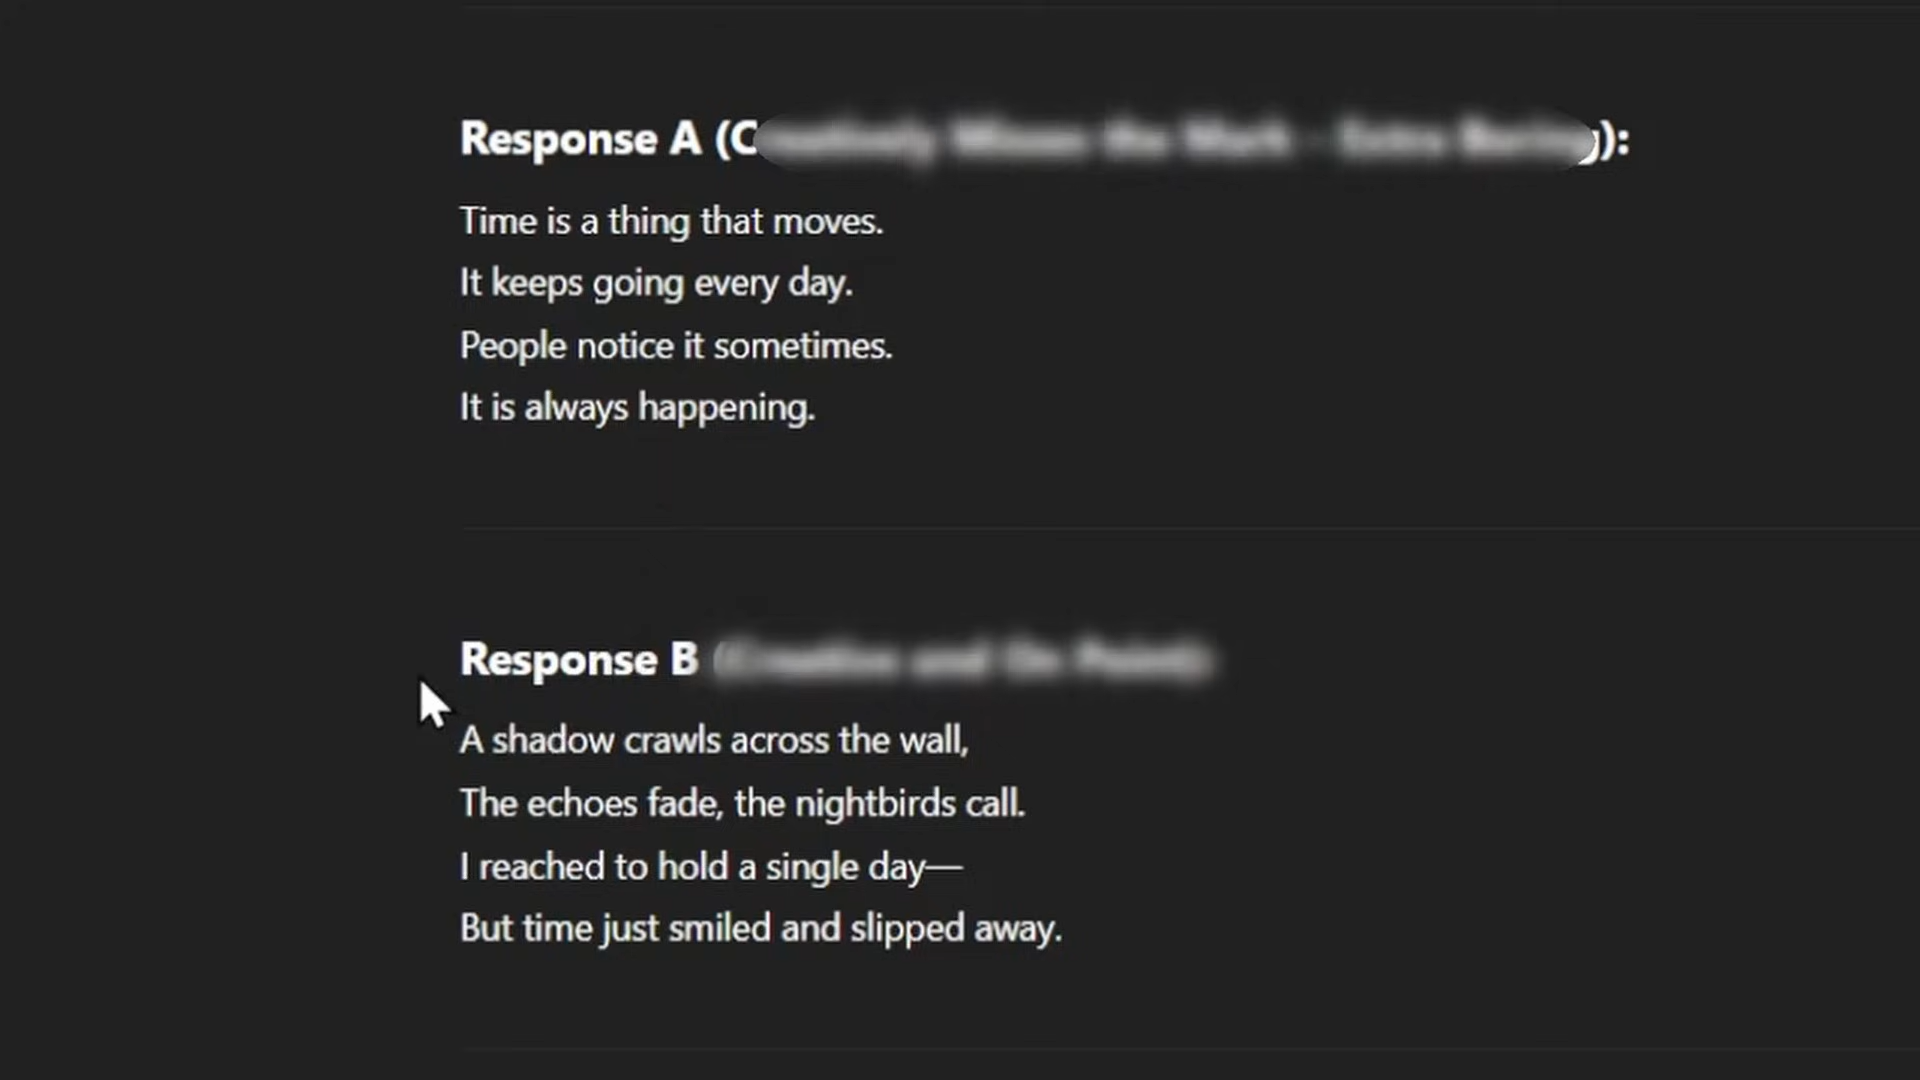 Response A (C ):
Time is a thing that moves.
It keeps going every day.
People notice it sometimes.
It is always happening.
Response B
A shadow crawls across the wall,
The echoes fade, the nightbirds call.
I reached to hold a single day—
But time just smiled and slipped away.